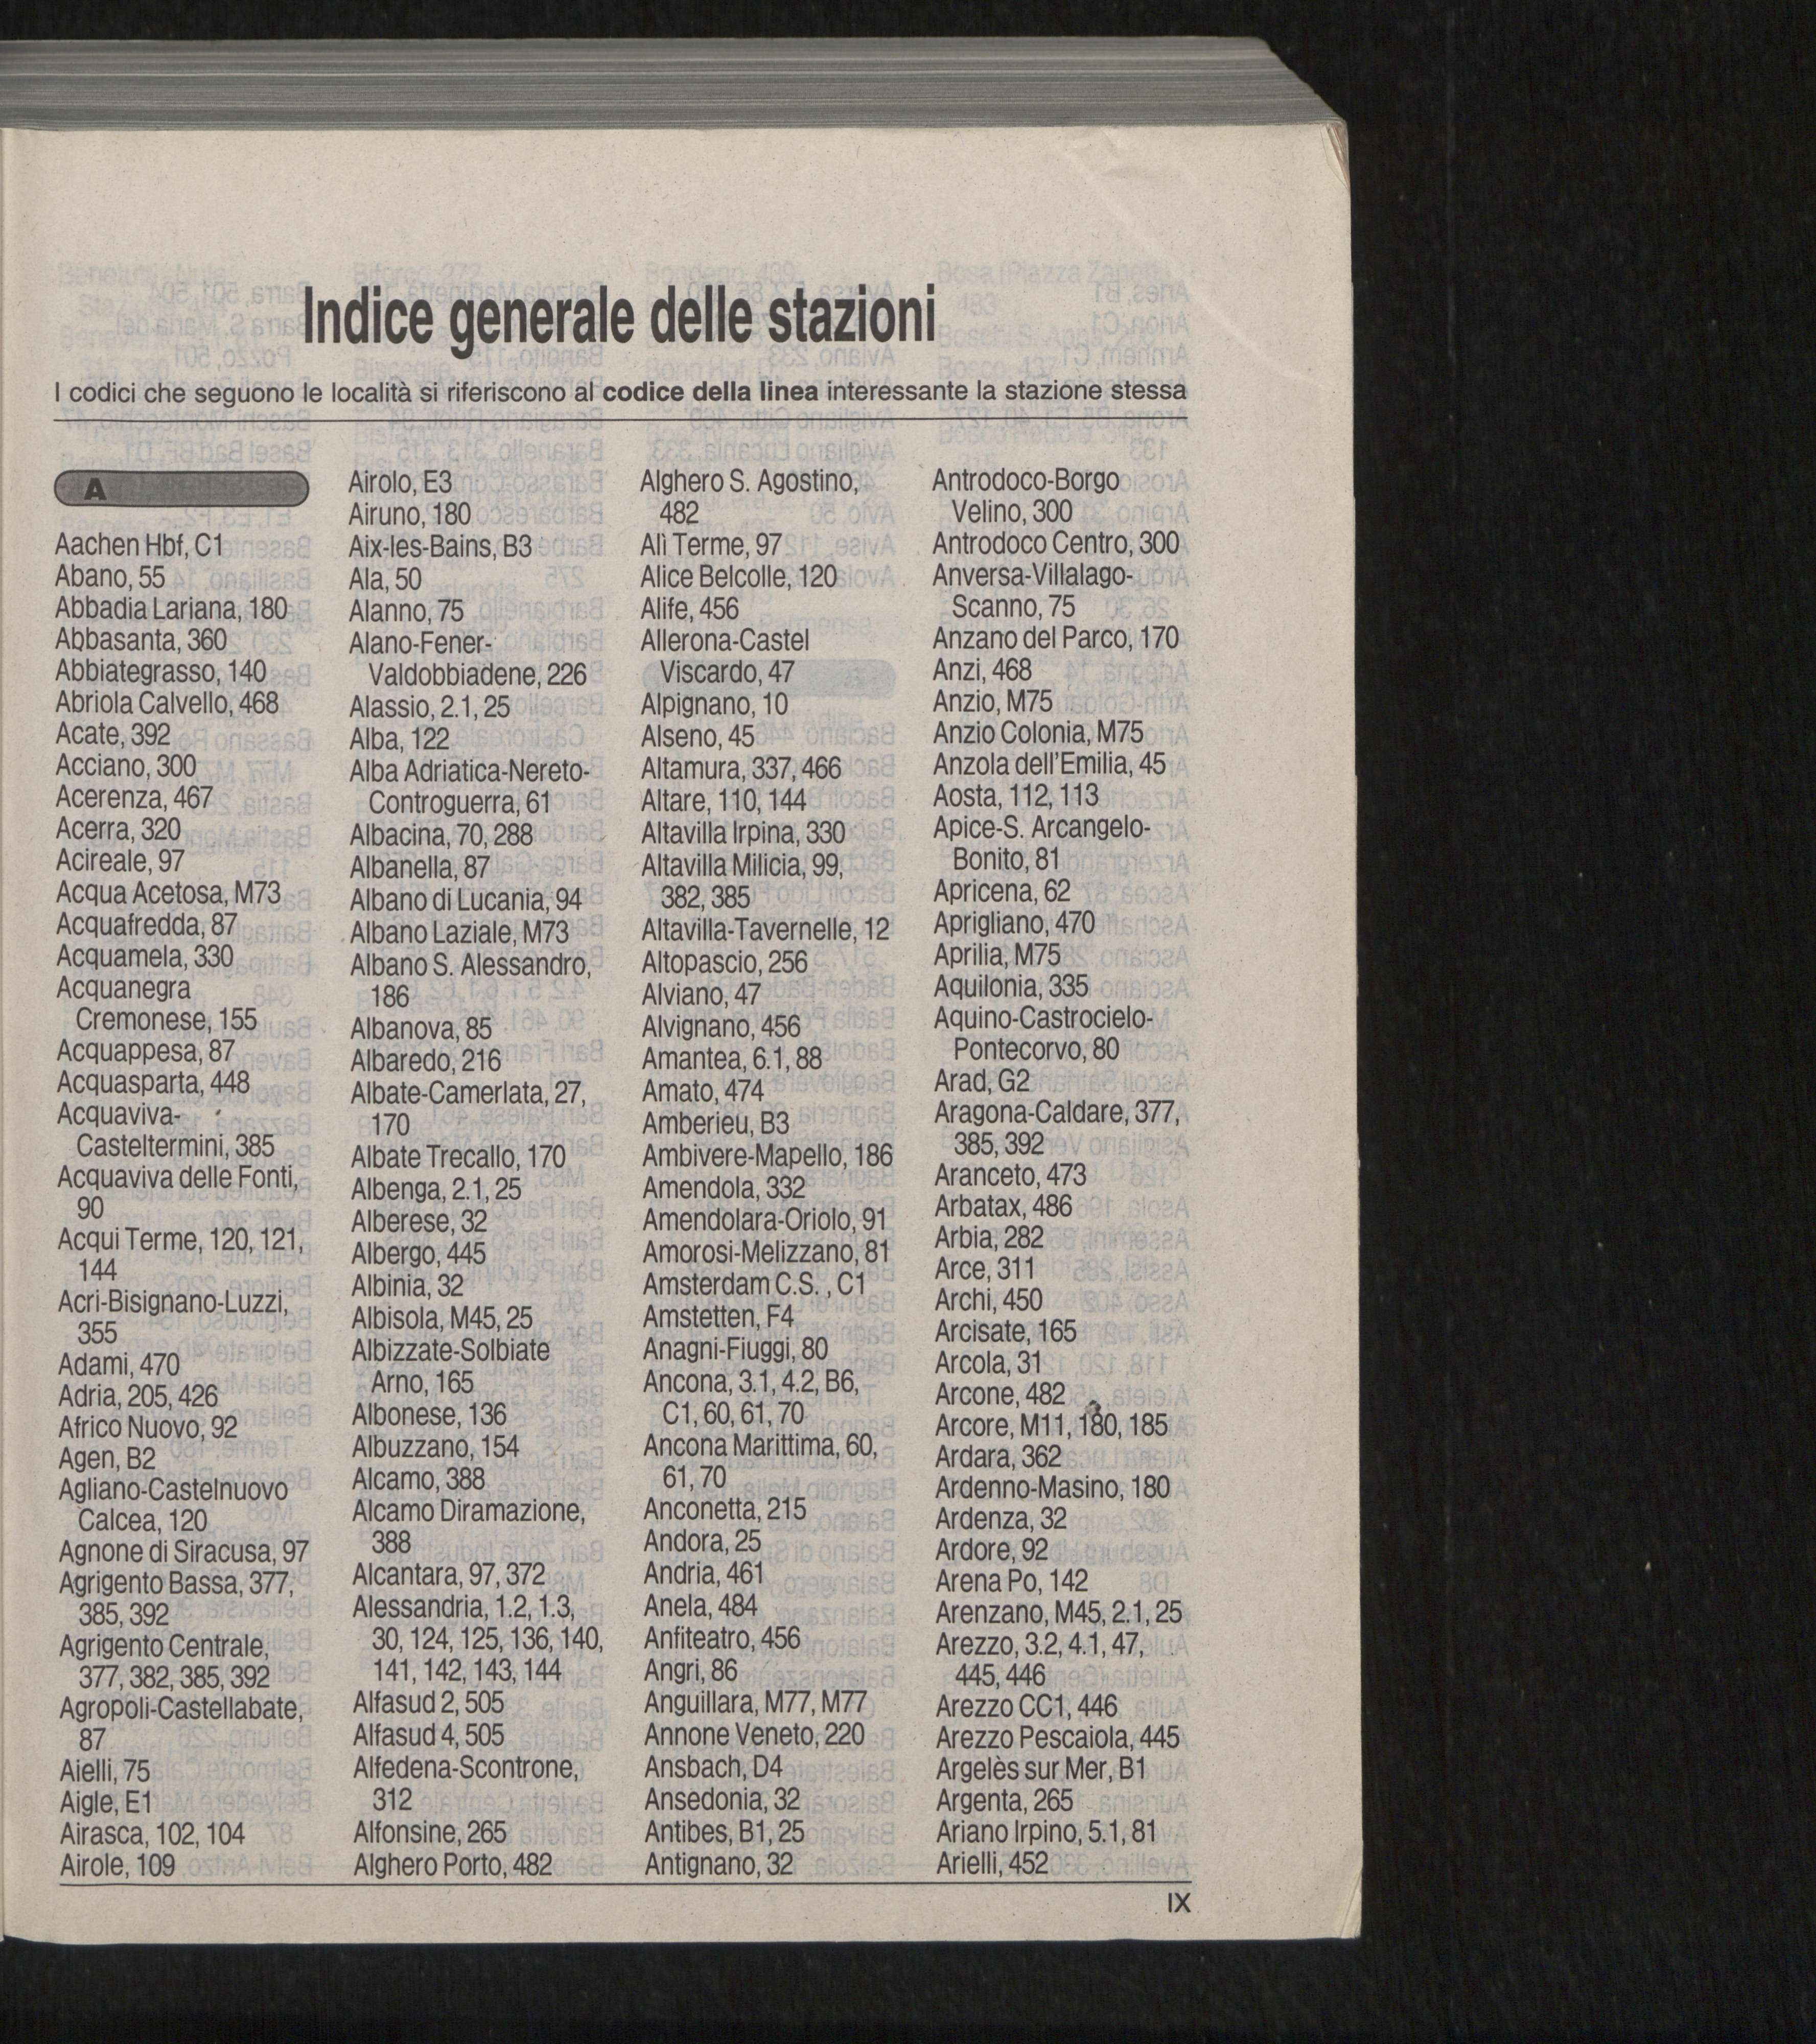 Indice generale delle stazioni
I codici che seguono le località si riferiscono al codice della linea interessante la stazione stessa
A
Aachen Hbf, C1
Abano, 55
Abbadia Lariana, 180
Abbasanta, 360
Abbiategrasso, 140
Abriola Calvello, 468
Acate, 392
Acciano, 300
Acerenza, 467
Acerra, 320
Acireale, 97
Acqua Acetosa, M73
Acquafredda, 87
Acquamela, 330
Acquanegra
Cremonese, 155
Acquappesa, 87
Acquasparta, 448
Acquaviva-
Casteltermini, 385
Acquaviva delle Fonti,
90
Acqui Terme, 120, 121,
144
Acri-Bisignano-Luzzi,
355
Adami, 470
Adria, 205, 426
Africo Nuovo, 92
Agen, B2
Agliano-Castelnuovo
Calcea, 120
Agnone di Siracusa, 97
Agrigento Bassa, 377,
385, 392
Agrigento Centrale,
377, 382, 385, 392
Agropoli-Castellabate,
87
Aielli, 75
Aigle, E1
Airasca, 102, 104
Airole, 109
Airolo, E3
Airuno, 180
Aix-les-Bains, B3
Ala, 50
Alanno, 75
Alano-Fener-
Valdobbiadene, 226
Alassio, 2.1, 25
Alba, 122
Alba Adriatica-Nereto-
Controguerra, 61
Albacina, 70, 288
Albanella, 87
Albano di Lucania, 94
Albano Laziale, M73
Albano S. Alessandro,
186
Albanova, 85
Albaredo, 216
Albate-Camerlata, 27,
170
Albate Trecallo, 170
Albenga, 2.1, 25
Alberese, 32
Albergo, 445
Albinia, 32
Albisola, M45, 25
Albizzate-Solbiate
Arno, 165
Albonese, 136
Albuzzano, 154
Alcamo, 388
Alcamo Diramazione,
388
Alcantara, 97, 372
Alessandria, 1.2, 1.3,
30, 124, 125, 136, 140,
141, 142, 143, 144
Alfasud 2, 505
Alfasud 4, 505
Alfedena-Scontrone,
312
Alfonsine, 265
Alghero Porto, 482
Alghero S. Agostino,
482
Alì Terme, 97
Alice Belcolle, 120
Alife, 456
Allerona-Castel
Viscardo, 47
Alpignano, 10
Alseno, 45
Altamura, 337, 466
Altare, 110, 144
Altavilla Irpina, 330
Altavilla Milicia, 99,
382, 385
Altavilla-Tavernelle, 12
Altopascio, 256
Alviano, 47
Alvignano, 456
Amantea, 6.1, 88
Amato, 474
Amberieu, B3
Ambivere-Mapello, 186
Amendola, 332
Amendolara-Oriolo, 91
Amorosi-Melizzano, 81
Amsterdam C.S. , C1
Amstetten, F4
Anagni-Fiuggi, 80
Ancona, 3.1, 4.2, B6,
C1, 60, 61, 70
Ancona Marittima, 60,
61, 70
Anconetta, 215
Andora, 25
Andria, 461
Anela, 484
Anfiteatro, 456
Angri, 86
Anguillara, M77, M77
Annone Veneto, 220
Ansbach, D4
Ansedonia, 32
Antibes, B1, 25
Antignano, 32
Antrodoco-Borgo
Velino, 300
Antrodoco Centro, 300
Anversa-Villalago-
Scanno, 75
Anzano del Parco, 170
Anzi, 468
Anzio, M75
Anzio Colonia, M75
Anzola dell'Emilia, 45
Aosta, 112, 113
Apice-S. Arcangelo-
Bonito, 81
Apricena, 62
Aprigliano, 470
Aprilia, M75
Aquilonia, 335
Aquino-Castrocielo-
Pontecorvo, 80
Arad, G2
Aragona-Caldare, 377,
385, 392
Aranceto, 473
Arbatax, 486
Arbia, 282
Arce, 311
Archi, 450
Arcisate, 165
Arcola, 31
Arcone, 482
Arcore, M11, 180, 185
Ardara, 362
Ardenno-Masino, 180
Ardenza, 32
Ardore, 92
Arena Po, 142
Arenzano, M45, 2.1, 25
Arezzo, 3.2, 4.1, 47,
445, 446
Arezzo CC1, 446
Arezzo Pescaiola, 445
Argelès sur Mer, B1
Argenta, 265
Ariano Irpino, 5.1, 81
Arielli, 452
IX